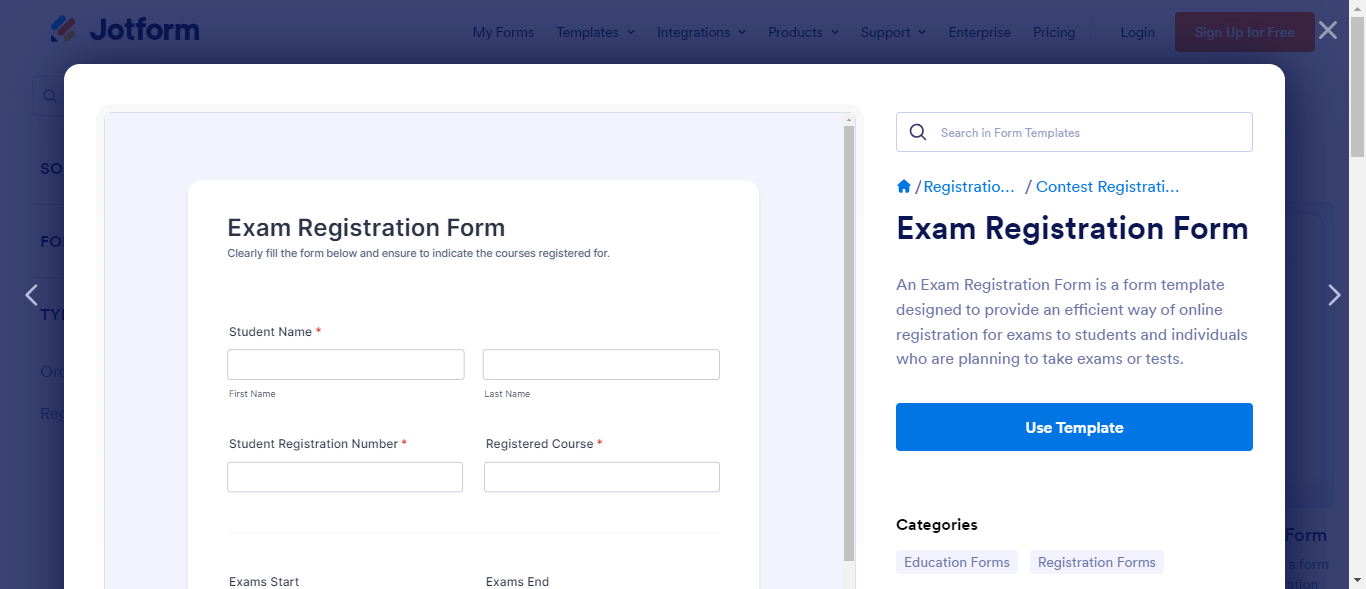 Jotform
My Forms Templates Integrations Products Support Enterprise Pricing Login Sign Up for Free
Search in Form Templates
/ Registratio... / Contest Registrati...
Exam Registration Form
An Exam Registration Form is a form template
designed to provide an efficient way of online
registration for exams to students and individuals
who are planning to take exams or tests.
Use Template
Categories
Education Forms Registration Forms
Exam Registration Form
Clearly fill the form below and ensure to indicate the courses registered for.
Student Name *
First Name Last Name
Student Registration Number * Registered Course *
Exams Start Exams End
Form
a form